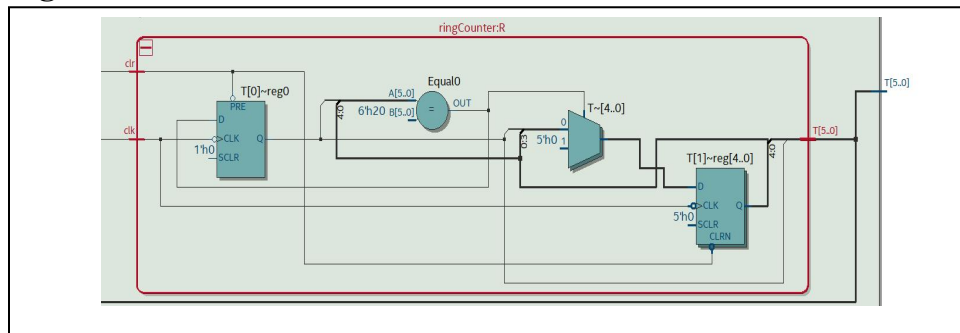 ringCounter:R
clr
T[0]~reg0
PRE
D
CLK
1'h0
SCLR
Q
clk
4:0
Equal0
A[5..0]
6'h20 B[5..0]
=
OUT
T~[4..0]
0
5'h0
1
0:3
T[1]~reg[4..0]
D
CLK
5'h0
SCLR
CLRN
Q
4:0
T[5..0]
T[5..0]